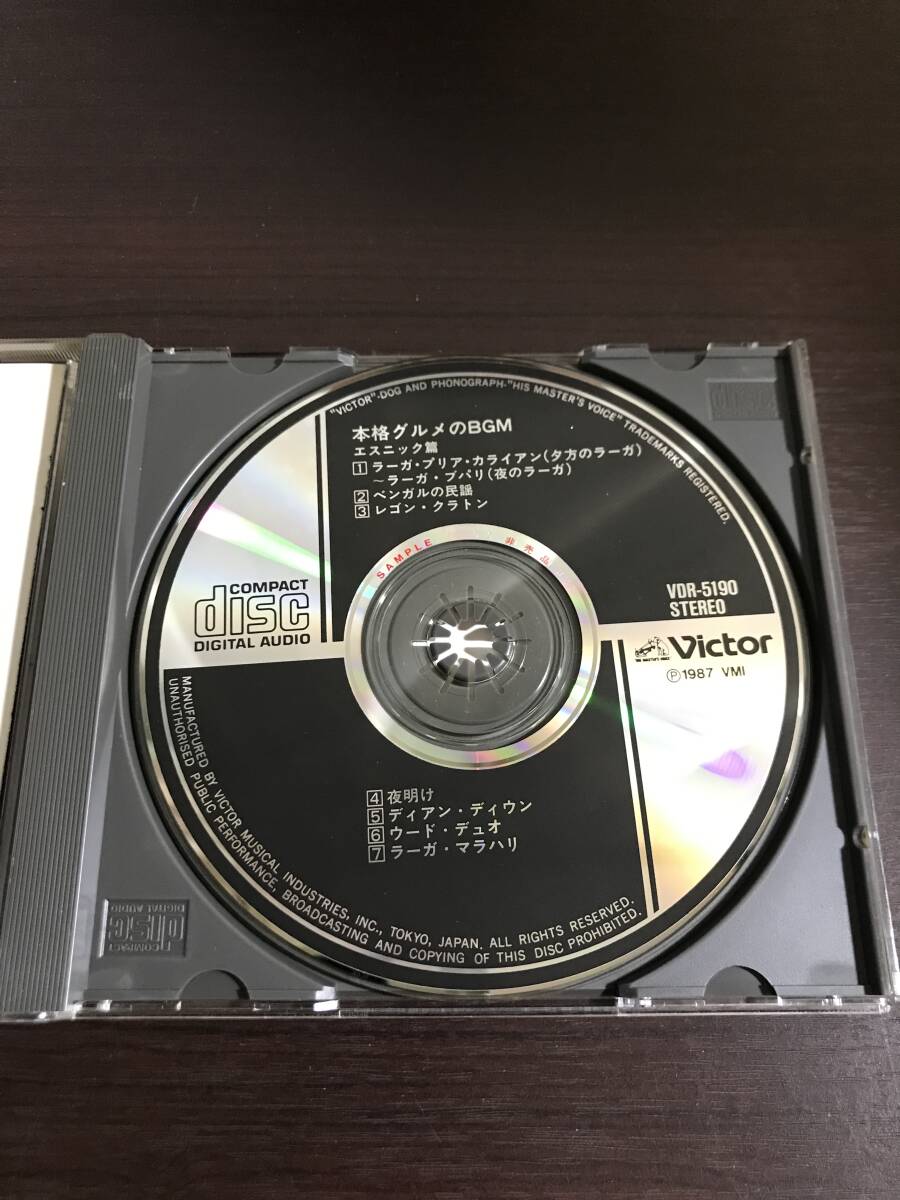 "VICTOR"-DOG AND PHONOGRAPH-"HIS MASTER'S VOICE" TRADEMARKS REGISTERED.
本格グルメのBGM
エスニック篇
1 ラーガ・プリア・カライアン(夕方のラーガ)
〜ラーガ・ブパリ(夜のラーガ)
2 ベンガルの民謡
3 レゴン・クラトン
SAMPLE 非売品
COMPACT
disc
DIGITAL AUDIO
VDR-5190
STEREO
Victor
Ⓟ1987 VMI
4 夜明け
5 ディアン・ディウン
6 ウード・デュオ
7 ラーガ・マラハリ
MANUFACTURED BY VICTOR MUSICAL INDUSTRIES, INC., TOKYO, JAPAN. ALL RIGHTS RESERVED.
UNAUTHORISED PUBLIC PERFORMANCE, BROADCASTING AND COPYING OF THIS DISC PROHIBITED.
COMPACT
disc
DIGITAL AUDIO